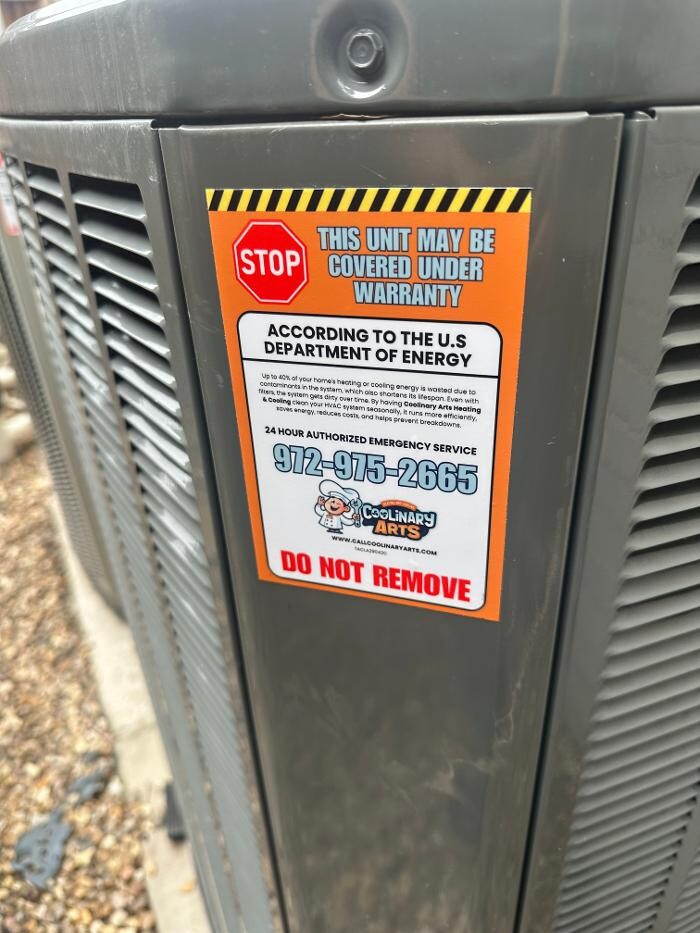 STOP
THIS UNIT MAY BE
COVERED UNDER
WARRANTY
ACCORDING TO THE U.S
DEPARTMENT OF ENERGY
Up to 40% of your home's heating or cooling energy is wasted due to
contaminants in the system, which also shortens its lifespan. Even with
filters, the system gets dirty over time. By having Coolinary Arts Heating
& Cooling clean your HVAC system seasonally, it runs more efficiently,
saves energy, reduces costs, and helps prevent breakdowns.
24 HOUR AUTHORIZED EMERGENCY SERVICE
972-975-2665
COOLINARY
ARTS
WWW.CALLCOOLINARYARTS.COM
DO NOT REMOVE